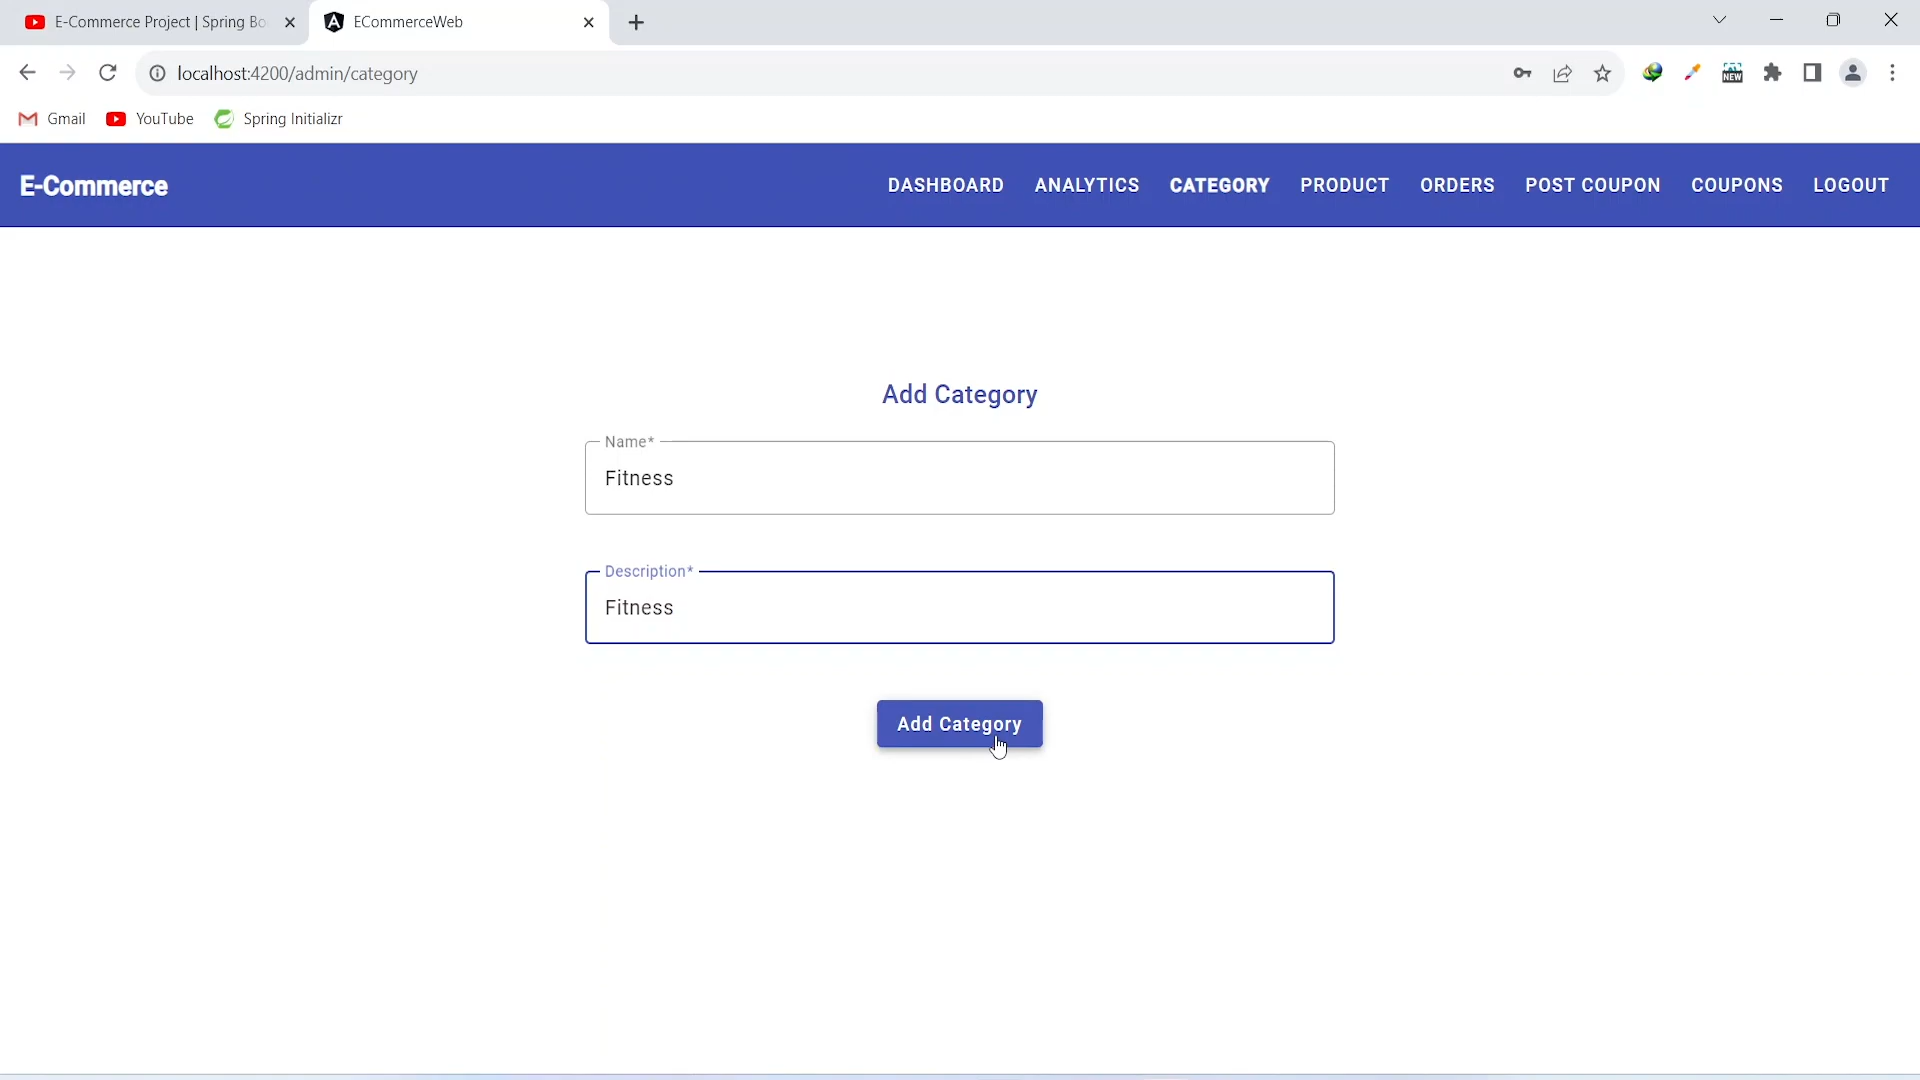 E-Commerce Project | Spring Bo
ECommerceWeb
localhost:4200/admin/category
NEW
Gmail
YouTube
Spring Initializr
E-Commerce
DASHBOARD
ANALYTICS
CATEGORY
PRODUCT
ORDERS
POST COUPON
COUPONS
LOGOUT
Add Category
Name*
Fitness
Description*
Fitness
Add Category